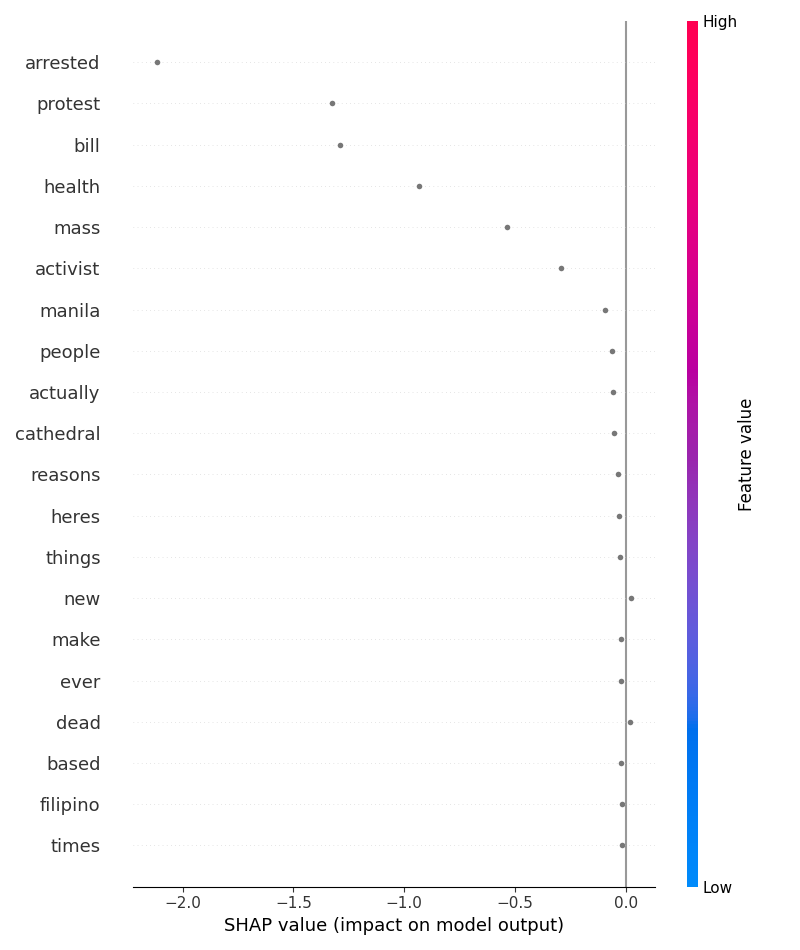 High
arrested
protest
bill
health
mass
activist
manila
people
actually
cathedral
reasons
heres
things
new
make
ever
dead
based
filipino
times
Feature value
Low
−2.0 −1.5 −1.0 −0.5 0.0
SHAP value (impact on model output)